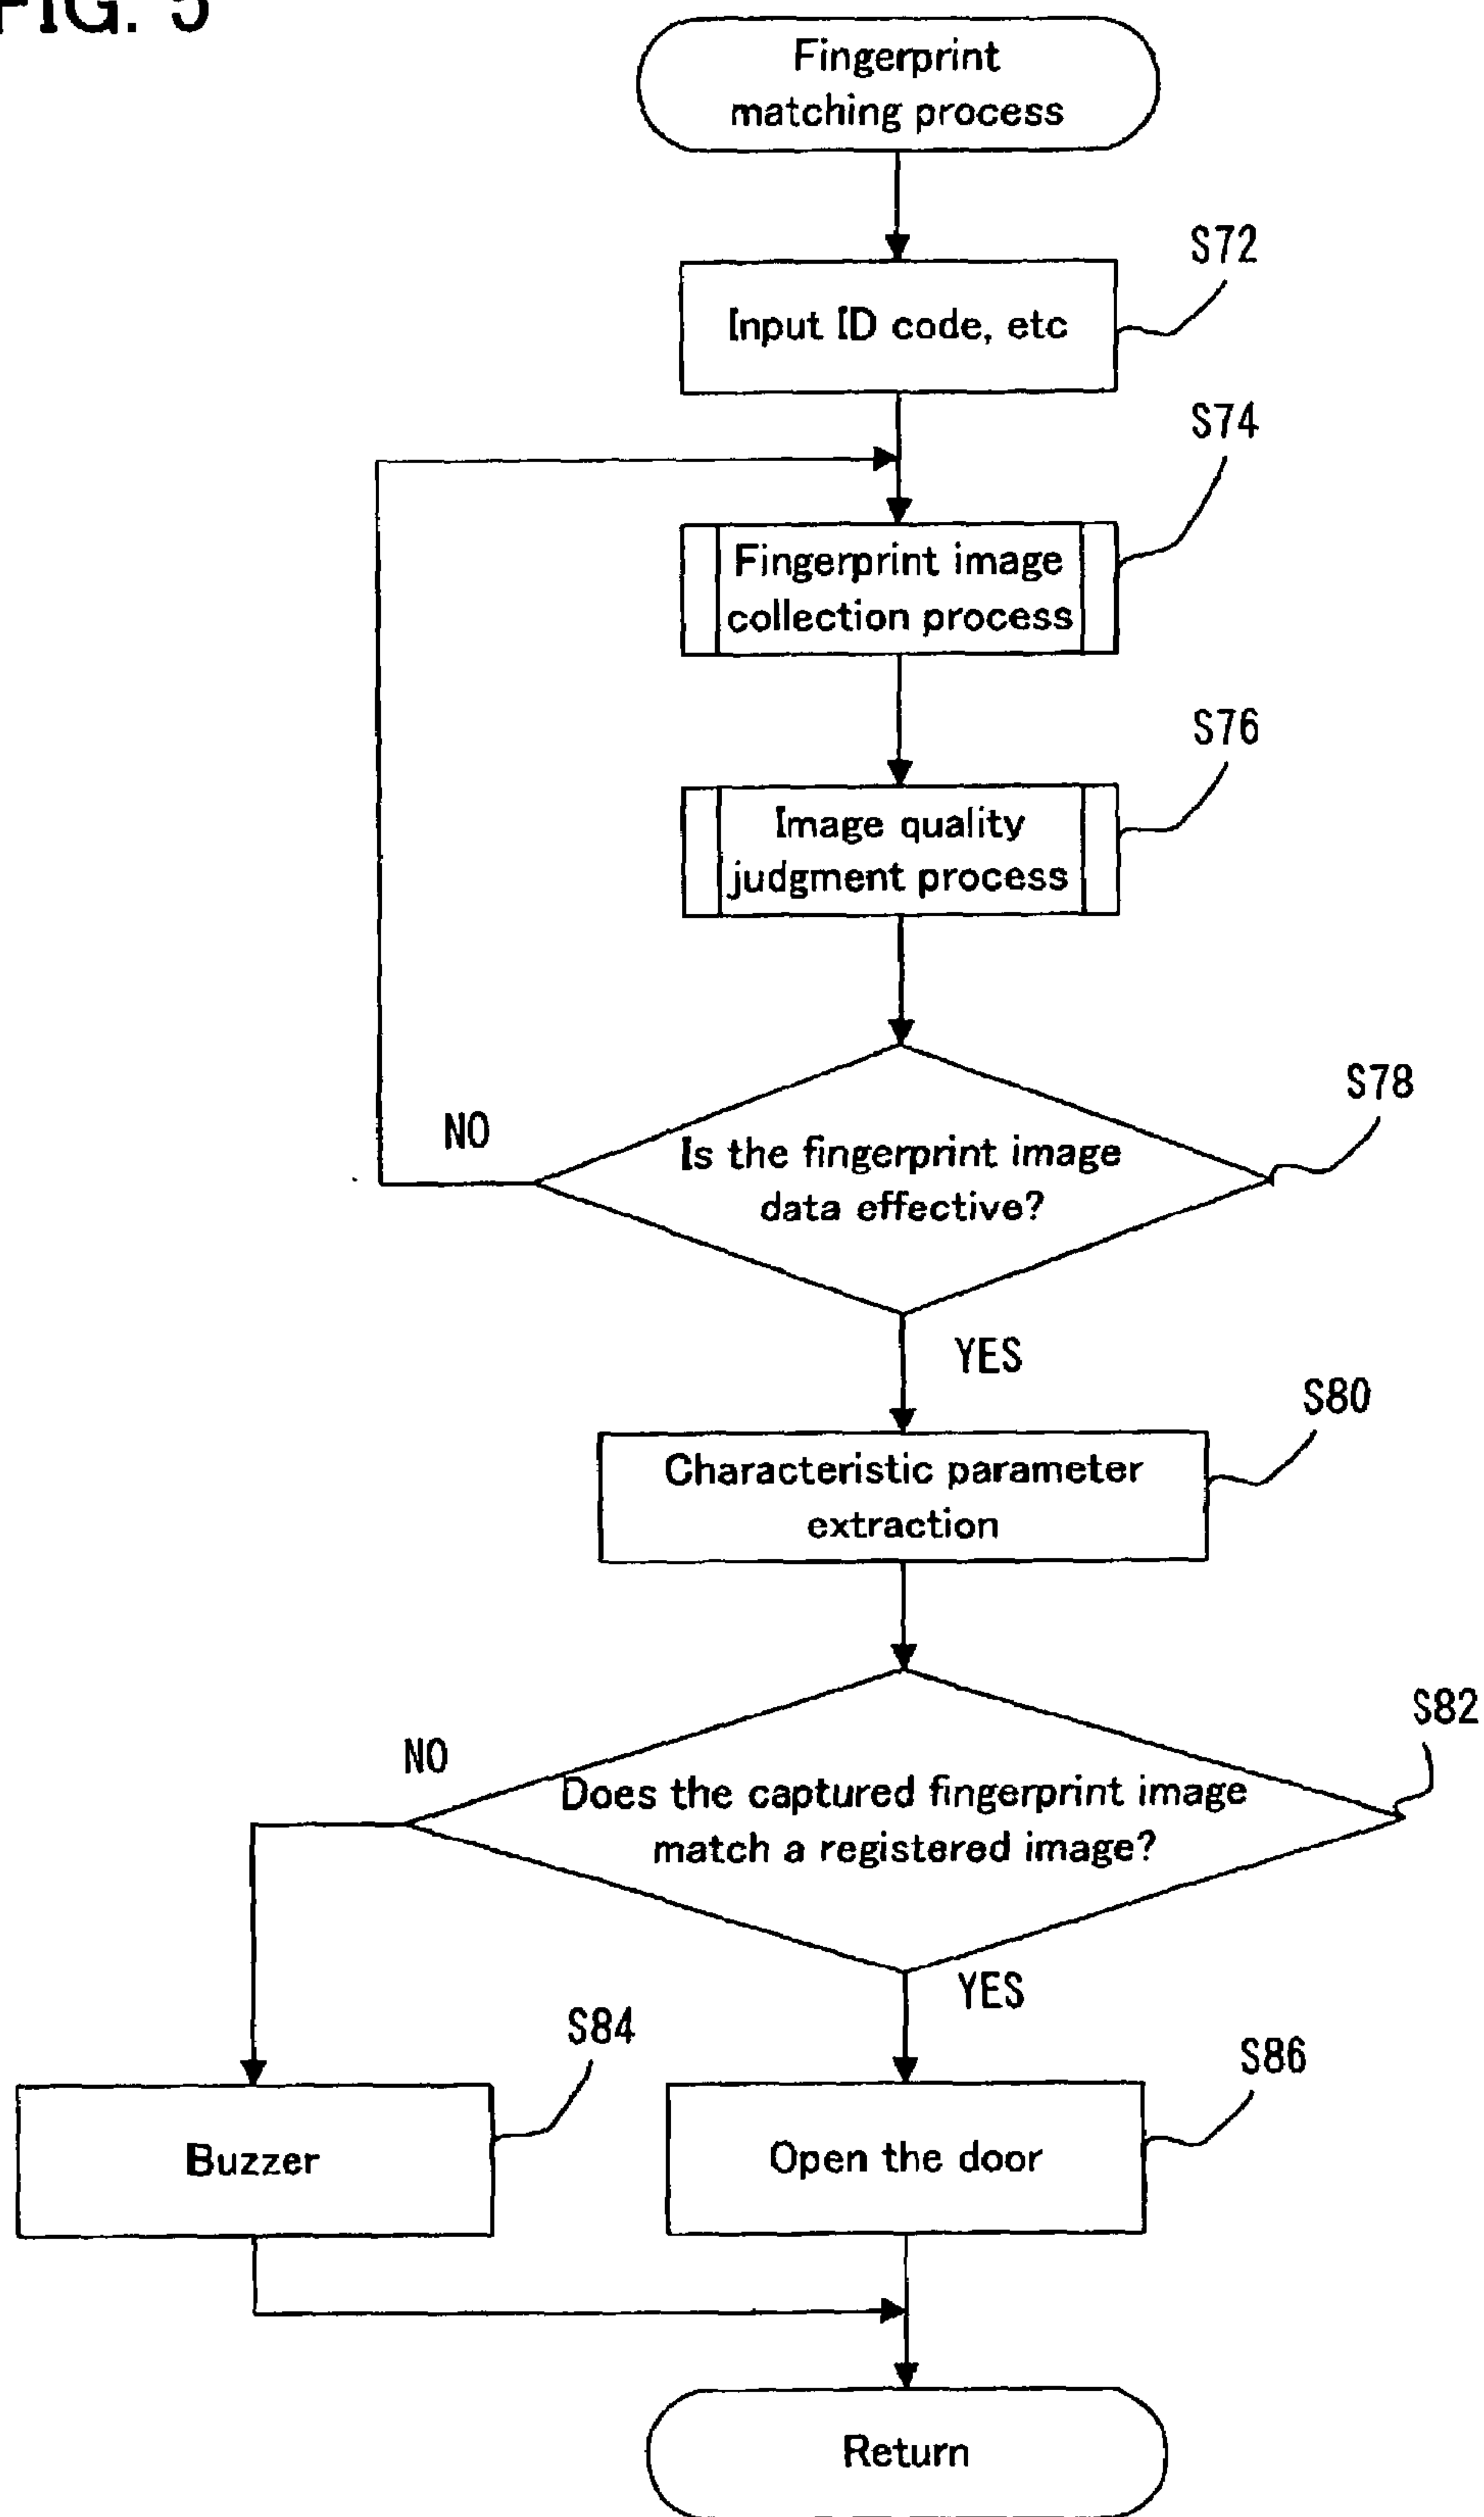 FIG. 5
Fingerprint
matching process
S72
Input ID code, etc
S74
Fingerprint image
collection process
S76
Image quality
judgment process
S78
NO
Is the fingerprint image
data effective?
YES
S80
Characteristic parameter
extraction
S82
NO
Does the captured fingerprint image
match a registered image?
YES
S84
S86
Buzzer
Open the door
Return